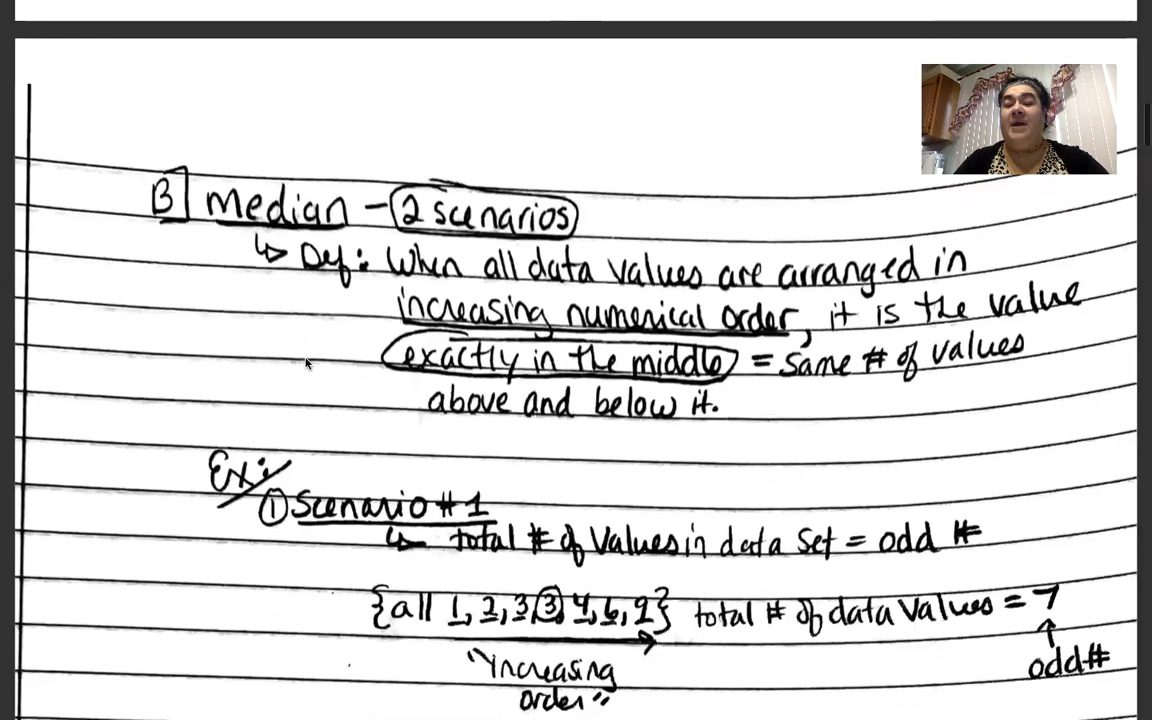 B] Median - 2 scenarios
↳ Def: When all data values are arranged in
increasing numerical order, it is the value
exactly in the middle = same # of values
above and below it.
Ex:
① Scenario #1
↳ total # of values in data set = odd #
{all 1, 2, 3, 3, 4, 6, 9} total # of data values = 7
"Increasing
order"
odd #